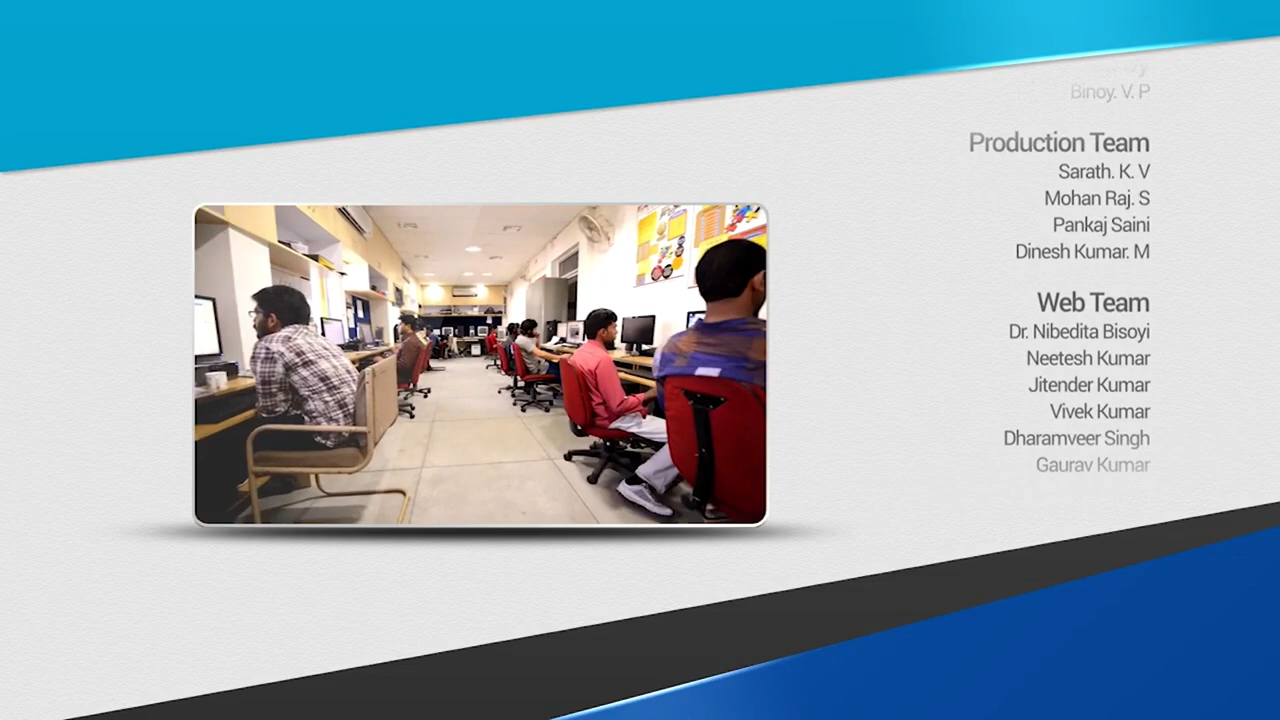 Binoy. V. P
Production Team
Sarath. K. V
Mohan Raj. S
Pankaj Saini
Dinesh Kumar. M
Web Team
Dr. Nibedita Bisoyi
Neetesh Kumar
Jitender Kumar
Vivek Kumar
Dharamveer Singh
Gaurav Kumar